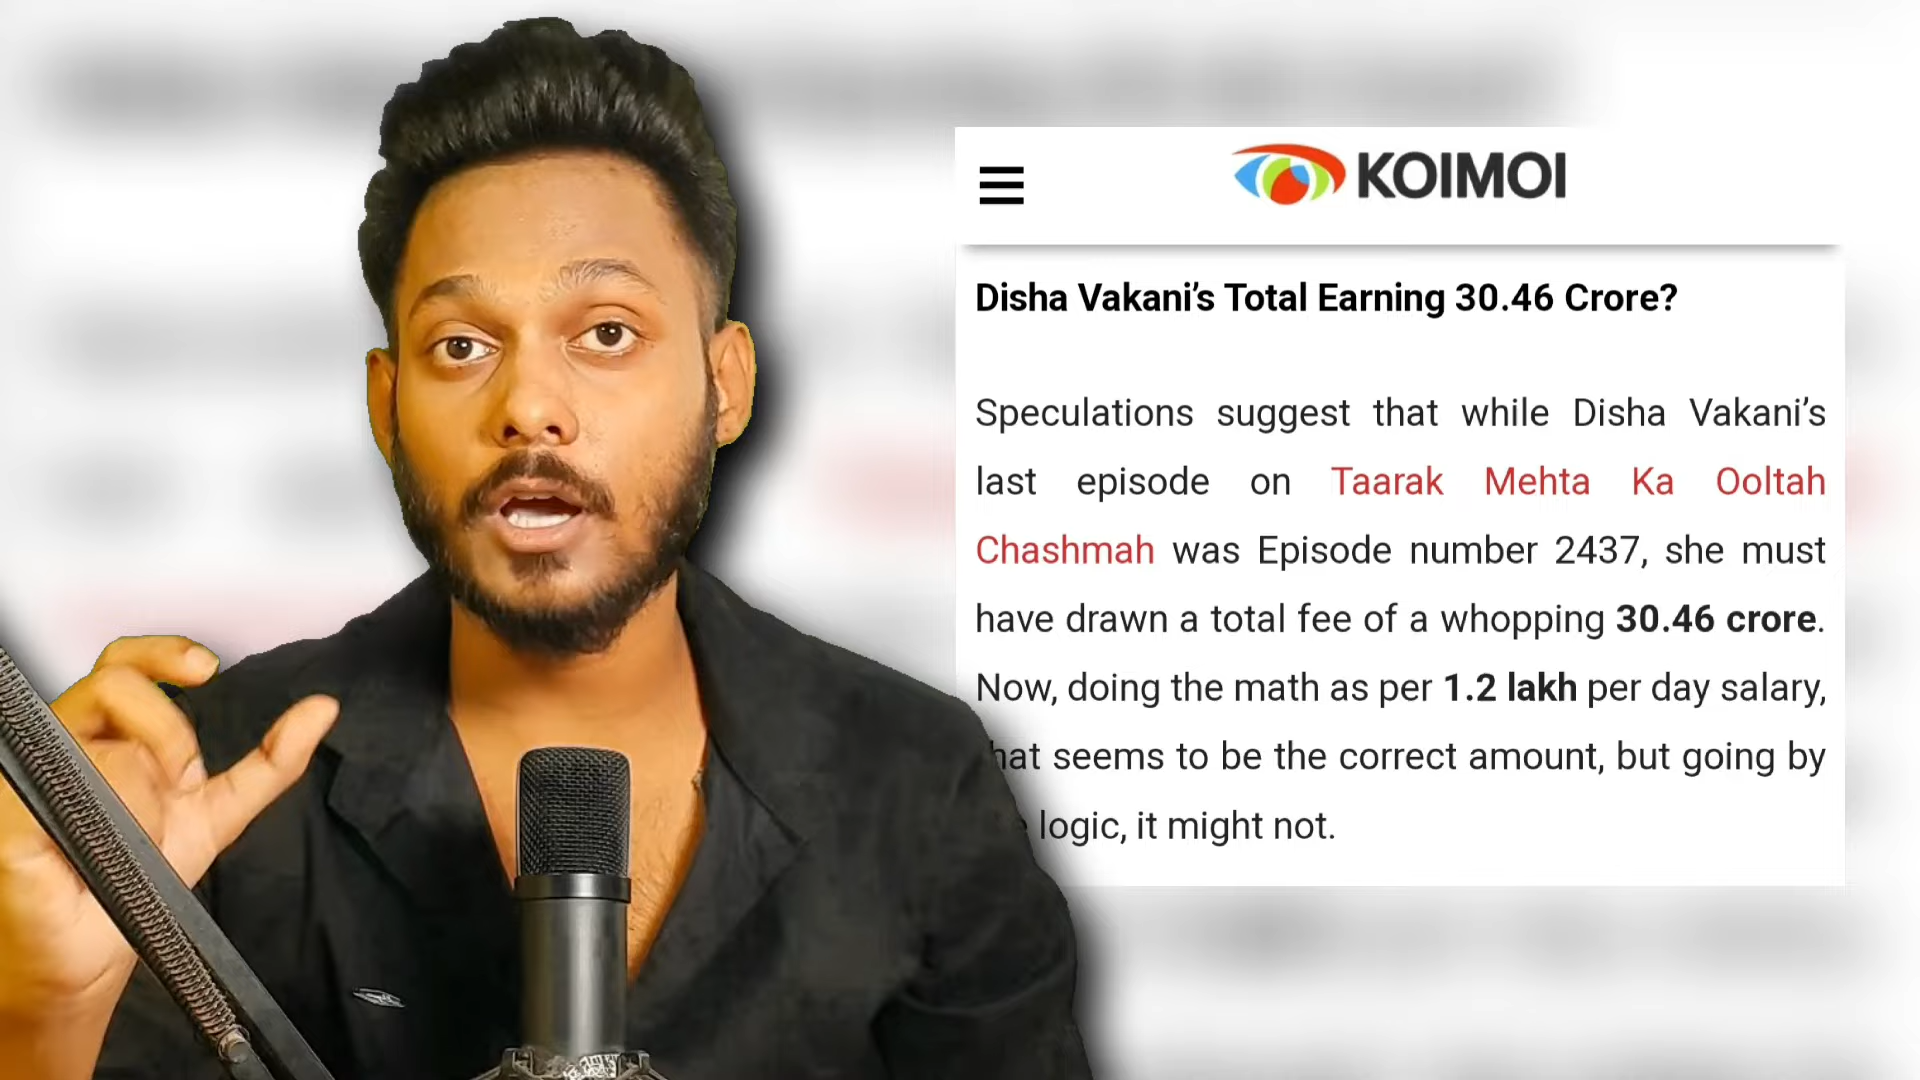 KOIMOI
Disha Vakani’s Total Earning 30.46 Crore?
Speculations suggest that while Disha Vakani’s
last episode on Taarak Mehta Ka Ooltah
Chashmah was Episode number 2437, she must
have drawn a total fee of a whopping 30.46 crore.
Now, doing the math as per 1.2 lakh per day salary,
hat seems to be the correct amount, but going by
logic, it might not.